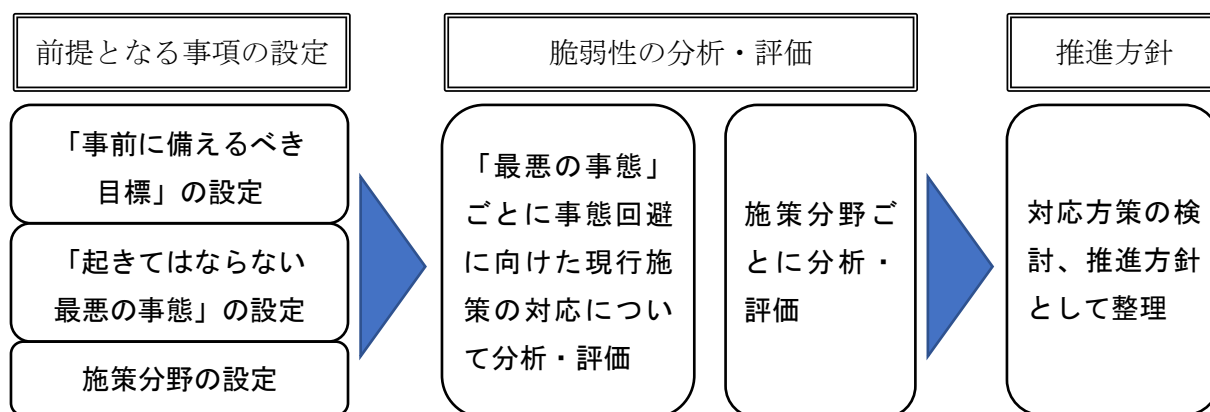 前提となる事項の設定
「事前に備えるべき
目標」の設定
「起きてはならない
最悪の事態」の設定
施策分野の設定
脆弱性の分析・評価
「最悪の事態」
ごとに事態回避
に向けた現行施
策の対応につい
て分析・評価
施策分野ご
とに分析・
評価
推進方針
対応方策の検
討、推進方針
として整理